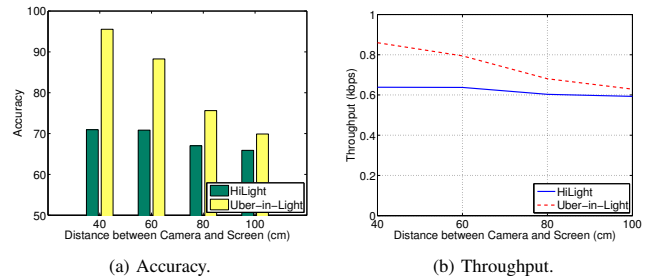 100
90
80
70
60
50
Accuracy
40 60 80 100
Distance between Camera and Screen (cm)
HiLight
Uber−in−Light
(a) Accuracy.
1
0.8
0.6
0.4
0.2
0
Throughput (kbps)
40 60 80 100
Distance between Camera and Screen (cm)
HiLight
Uber−in−Light
(b) Throughput.